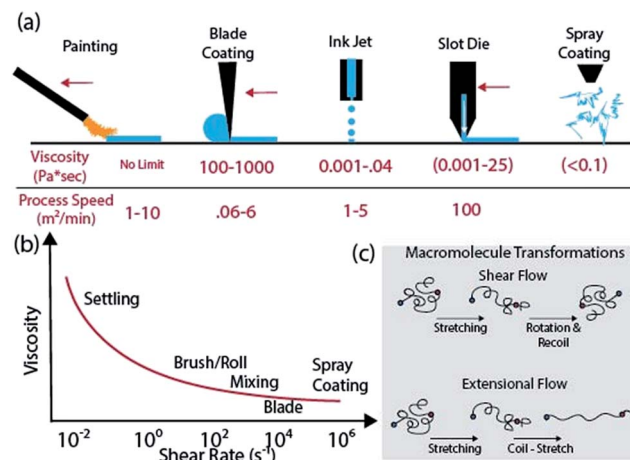 (a)
Painting
Blade
Coating
Ink Jet
Slot Die
Spray
Coating
Viscosity
(Pa*sec)
No Limit
100-1000
0.001-.04
(0.001-25)
(<0.1)
Process Speed
(m²/min)
1-10
.06-6
1-5
100
(b)
Viscosity
Settling
Brush/Roll
Mixing
Blade
Spray
Coating
10⁻² 10⁰ 10² 10⁴ 10⁶
Shear Rate (s⁻¹)
(c)
Macromolecule Transformations
Shear Flow
Stretching
Rotation &
Recoil
Extensional Flow
Stretching
Coil - Stretch